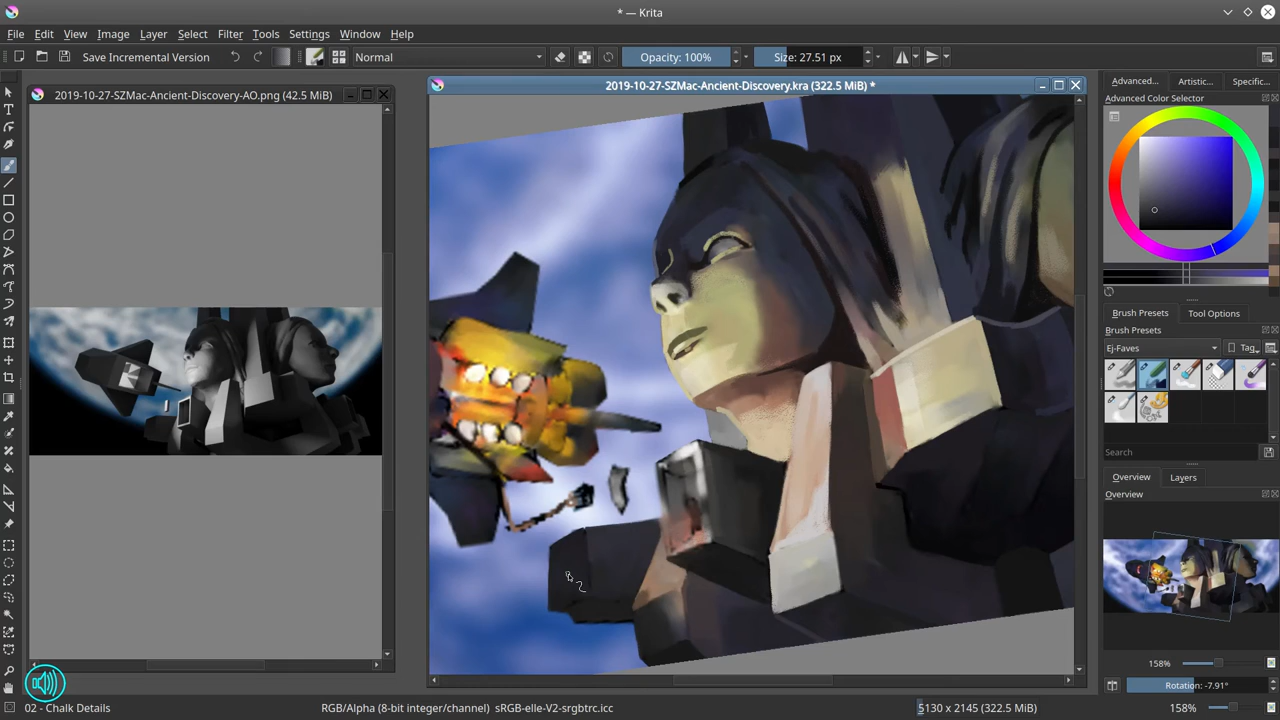 * — Krita
File Edit View Image Layer Select Filter Tools Settings Window Help
Save Incremental Version Normal Opacity: 100% Size: 27.51 px
2019-10-27-SZMac-Ancient-Discovery-AO.png (42.5 MiB)
2019-10-27-SZMac-Ancient-Discovery.kra (322.5 MiB) *
Advanced... Artistic... Specific...
Advanced Color Selector
Brush Presets Tool Options
Brush Presets
Ej-Faves Tag
Search
Overview Layers
Overview
158%
Rotation: -7.91°
02 - Chalk Details RGB/Alpha (8-bit integer/channel) sRGB-elle-V2-srgbtrc.icc 5130 x 2145 (322.5 MiB) 158%